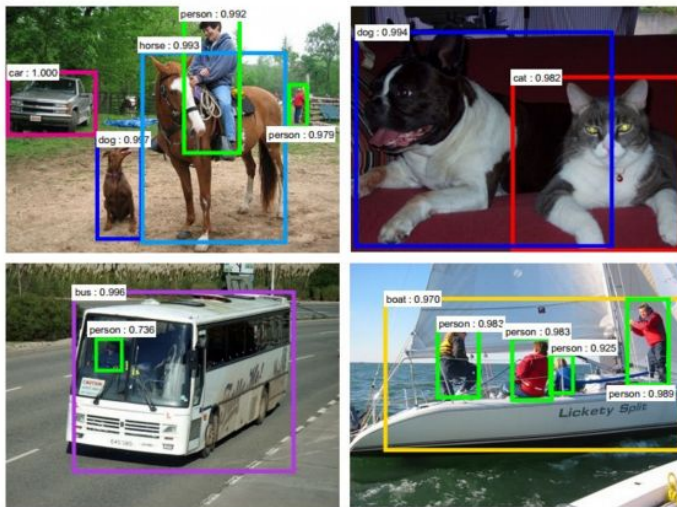 person : 0.992
horse : 0.993
car : 1.000
dog : 0.997
person : 0.979
dog : 0.994
cat : 0.982
bus : 0.996
person : 0.736
boat : 0.970
person : 0.983
person : 0.983
person : 0.925
person : 0.989
Lickety Split